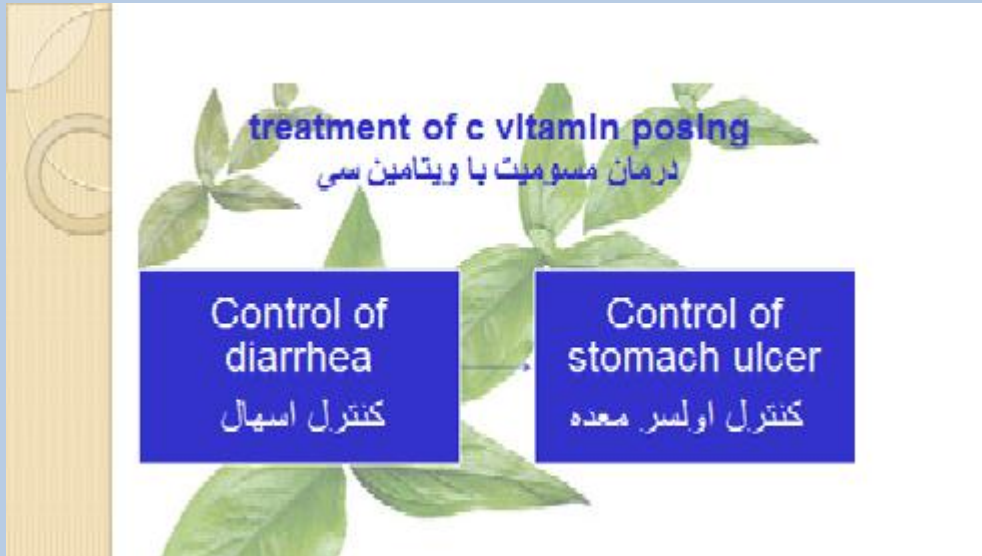 treatment of c vitamin posing
درمان مسومیت با ویتامین سي
Control of
diarrhea
کنترل اسهال
Control of
stomach ulcer
کنترل اولسر معده